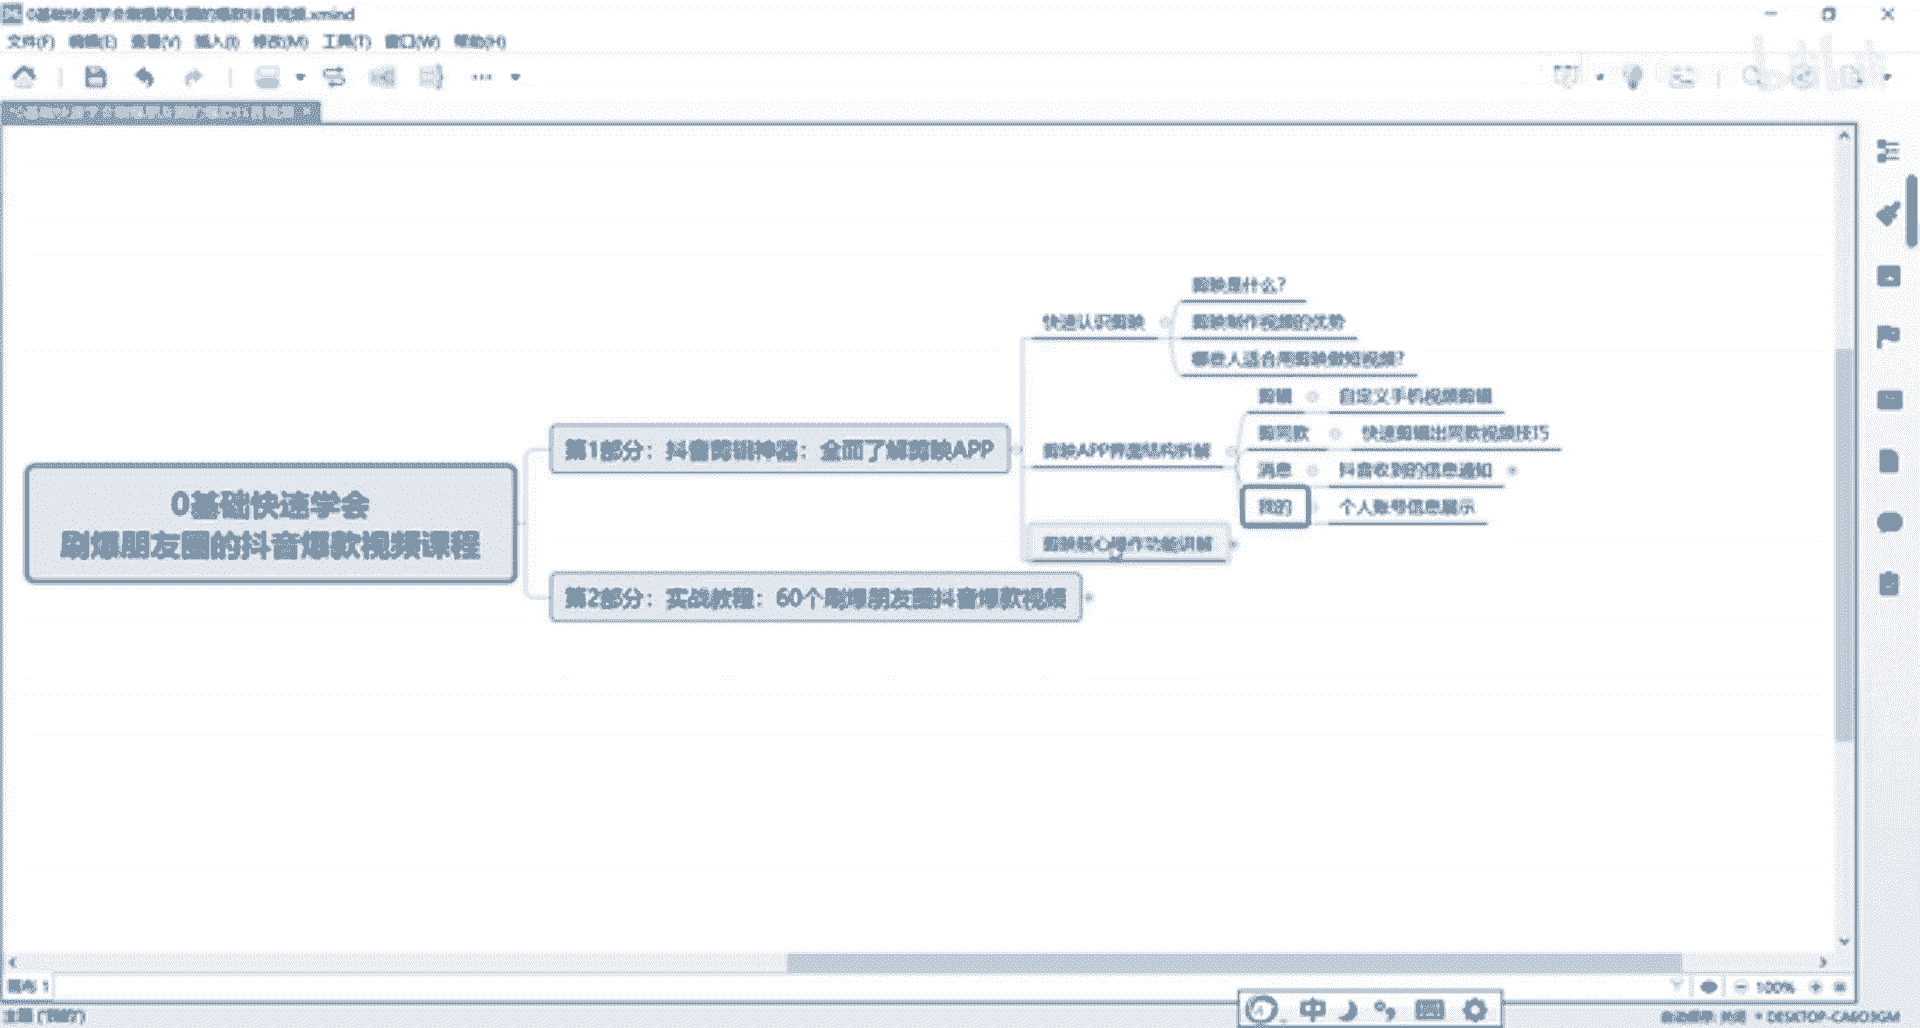 0基础快速学会刷爆朋友圈的爆款抖音视频.xmind
文件(F) 编辑(E) 查看(V) 插入(I) 修改(M) 工具(T) 窗口(W) 帮助(H)
bilibili
剪映是什么？
快速认识剪映
剪映制作视频的优势
哪些人适合用剪映做短视频？
剪辑
自定义手机视频剪辑
第1部分：抖音剪辑神器：全面了解剪映APP
剪映APP界面结构拆解
剪同款
快速剪辑出同款视频技巧
消息
抖音收到的信息通知
我的
个人账号信息展示
0基础快速学会
刷爆朋友圈的抖音爆款视频课程
剪映核心操作功能讲解
第2部分：实战教程：60个刷爆朋友圈抖音爆款视频
画布 1
100%
主题 ('我的')
中
自动保存: 关闭
DESKTOP-CA6O3GM